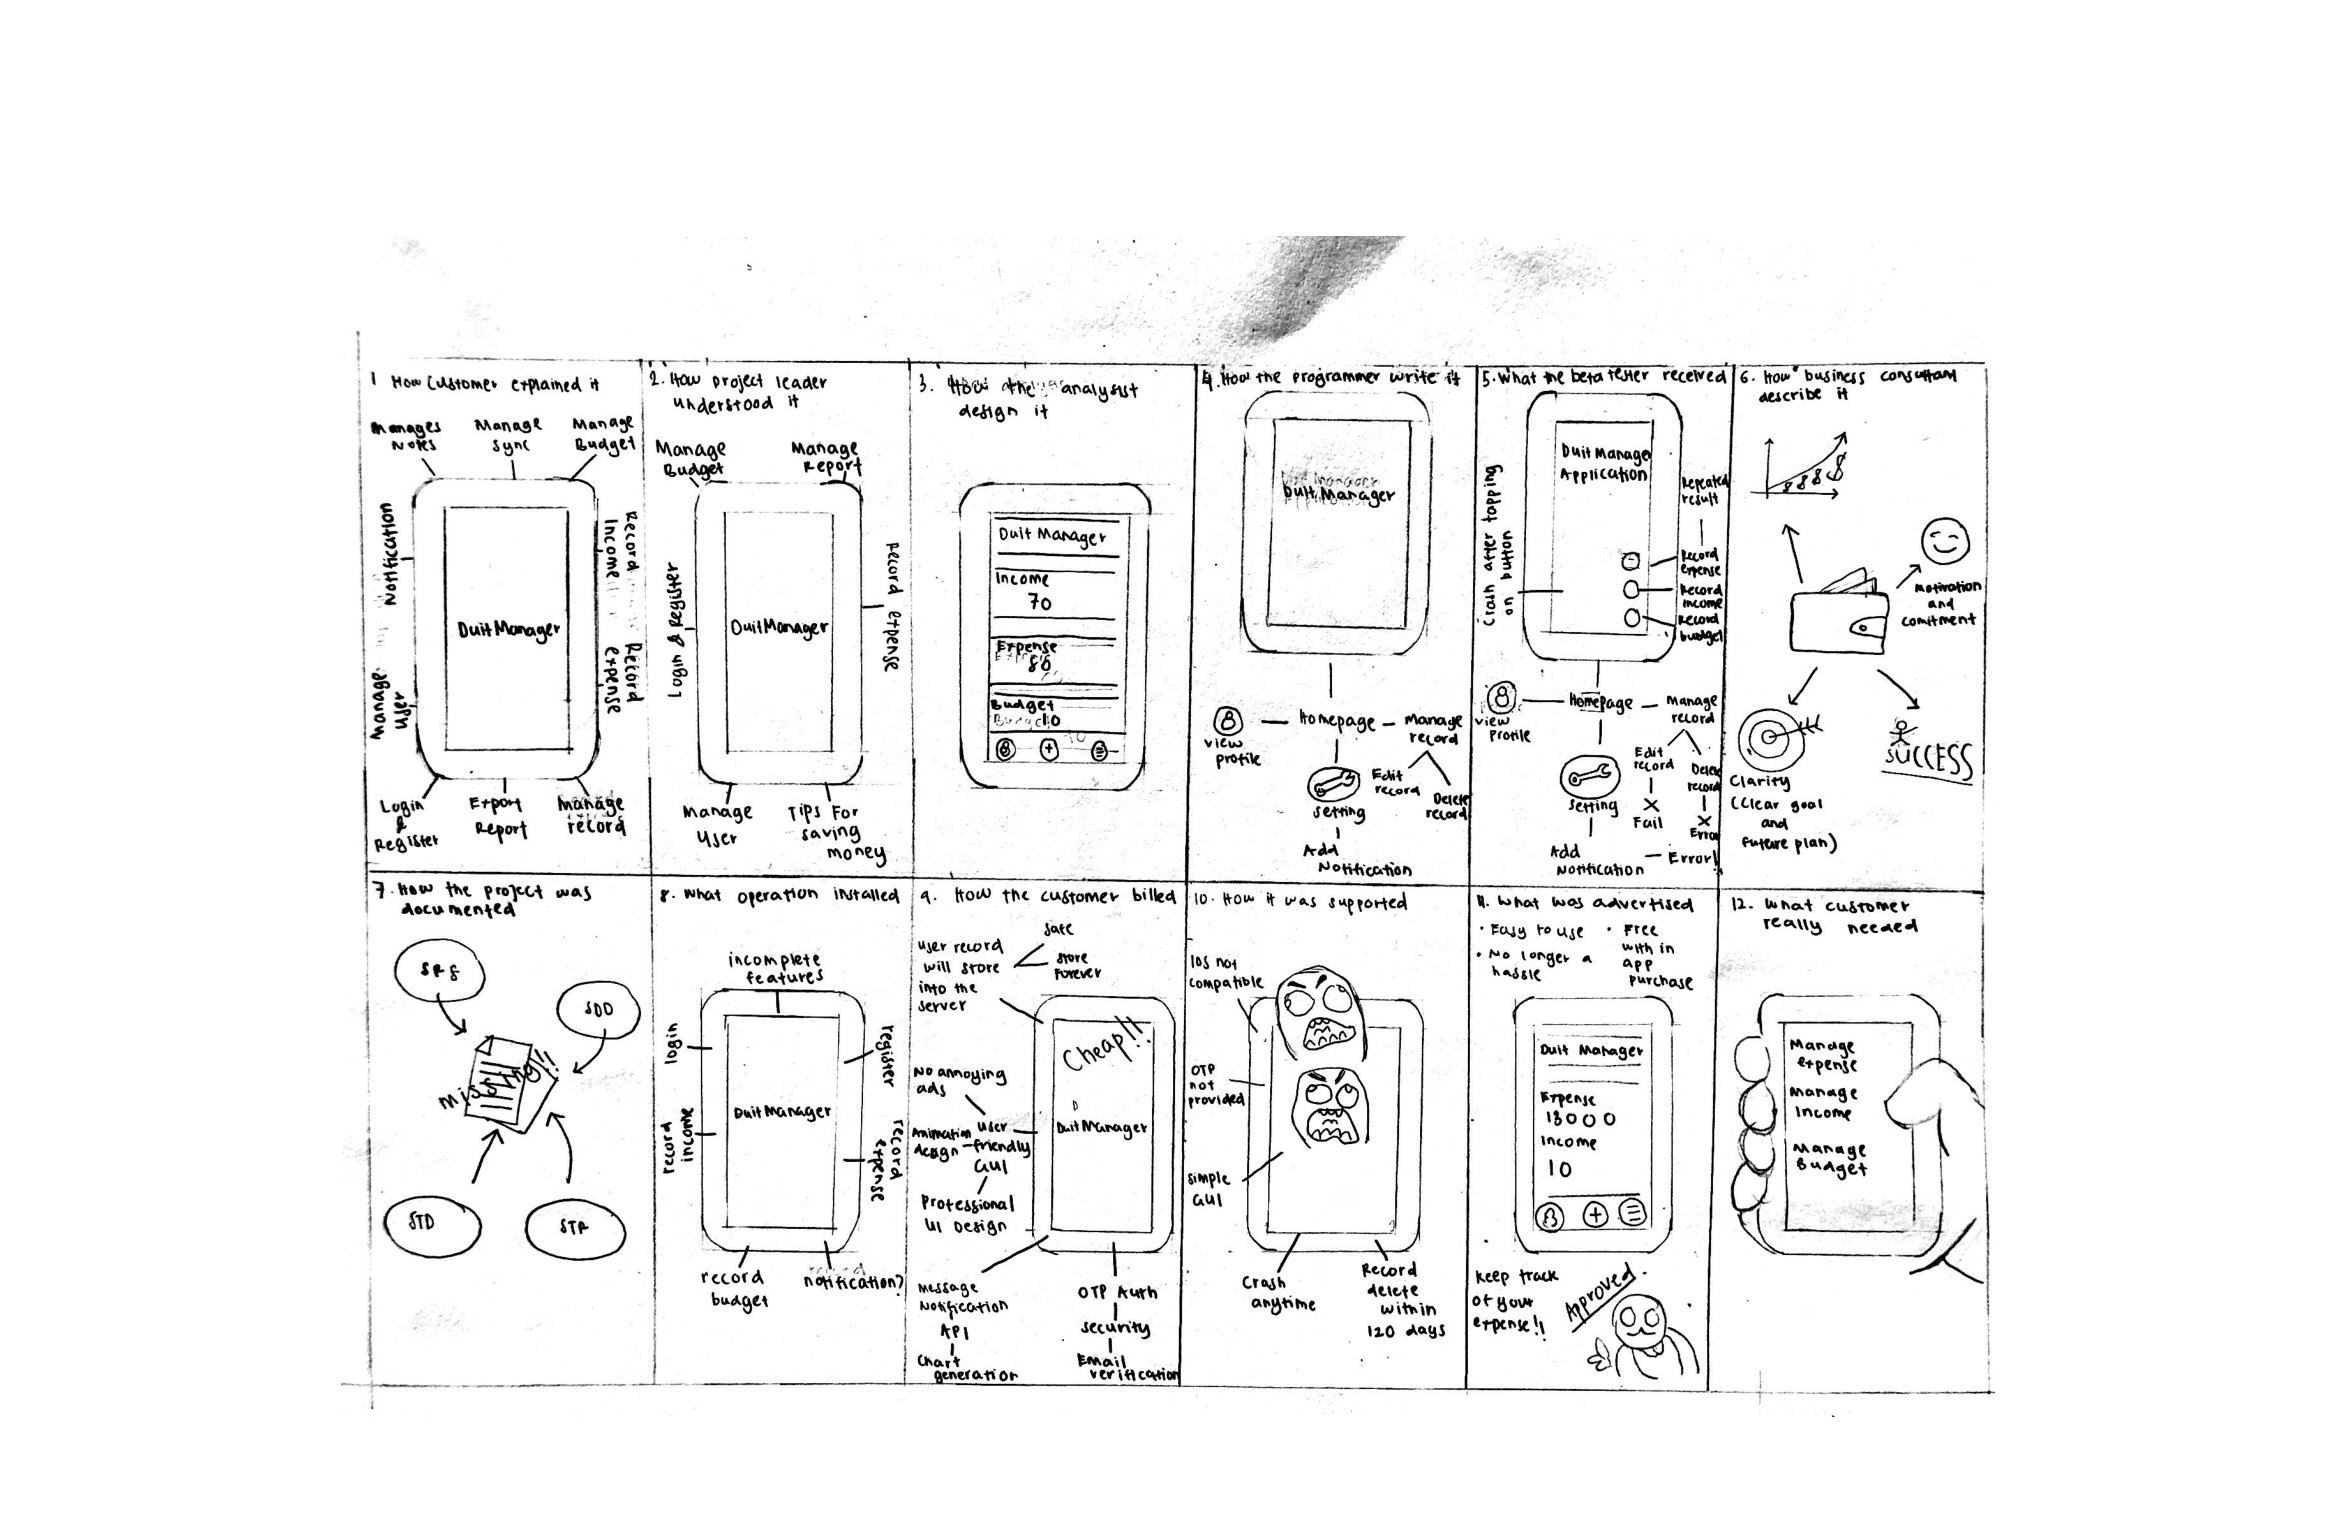 1 How Customer explained it
Manages
Notes
Manage
Sync
Manage
Budget
Notification
Record
Income
DuitManager
Manage
User
Record
expense
Login
&
Register
Export
Report
Manage
record
2. How project leader
understood it
Manage
Budget
Manage
Report
Login & Register
DuitManager
Record expense
Manage
User
TIPS For
saving
money
3. How the analysist
design it
Duit Manager
Income
70
Expense
88
Budget
10
4. How the programmer write it
Duit Manager
view
profile
Homepage
Manage
record
Edit
record
Delete
record
setting
Add
Notification
5. What the beta tester received
Duit Manager
Application
Crash after tapping
on button
Repeated
result
Record
expense
Record
income
Record
budget
view
profile
Homepage
Manage
record
Edit
record
Delete
record
setting
X
Fail
X
Error
Add
Notification
Error!
6. How business consultant
describe it
$ $ $ $
motivation
and
comitment
SUCCESS
Clarity
(Clear goal
and
future plan)
7. How the project was
documented
SRS
SDD
missing!!
STD
STR
8. What operation installed
incomplete
features
login
register
record
income
DuitManager
record
expense
record
budget
notification?
9. How the customer billed
user record
will store
into the
server
safe
store
Forever
Cheap!!
No annoying
ads
Animation
design
user
friendly
GUI
DuitManager
Professional
UI Design
Message
Notification
API
Chart
generation
OTP Auth
security
Email
verification
10. How it was supported
IOS not
compatible
OTP
not
provided
simple
GUI
Crash
anytime
Record
delete
within
120 days
11. What was advertised
• Easy to use
• No longer a
hassle
• Free
with in
app
purchase
Duit Manager
Expense
18000
Income
10
keep track
of your
expense!!
Approved.
12. What customer
really needed
Manage
expense
Manage
Income
Manage
Budget